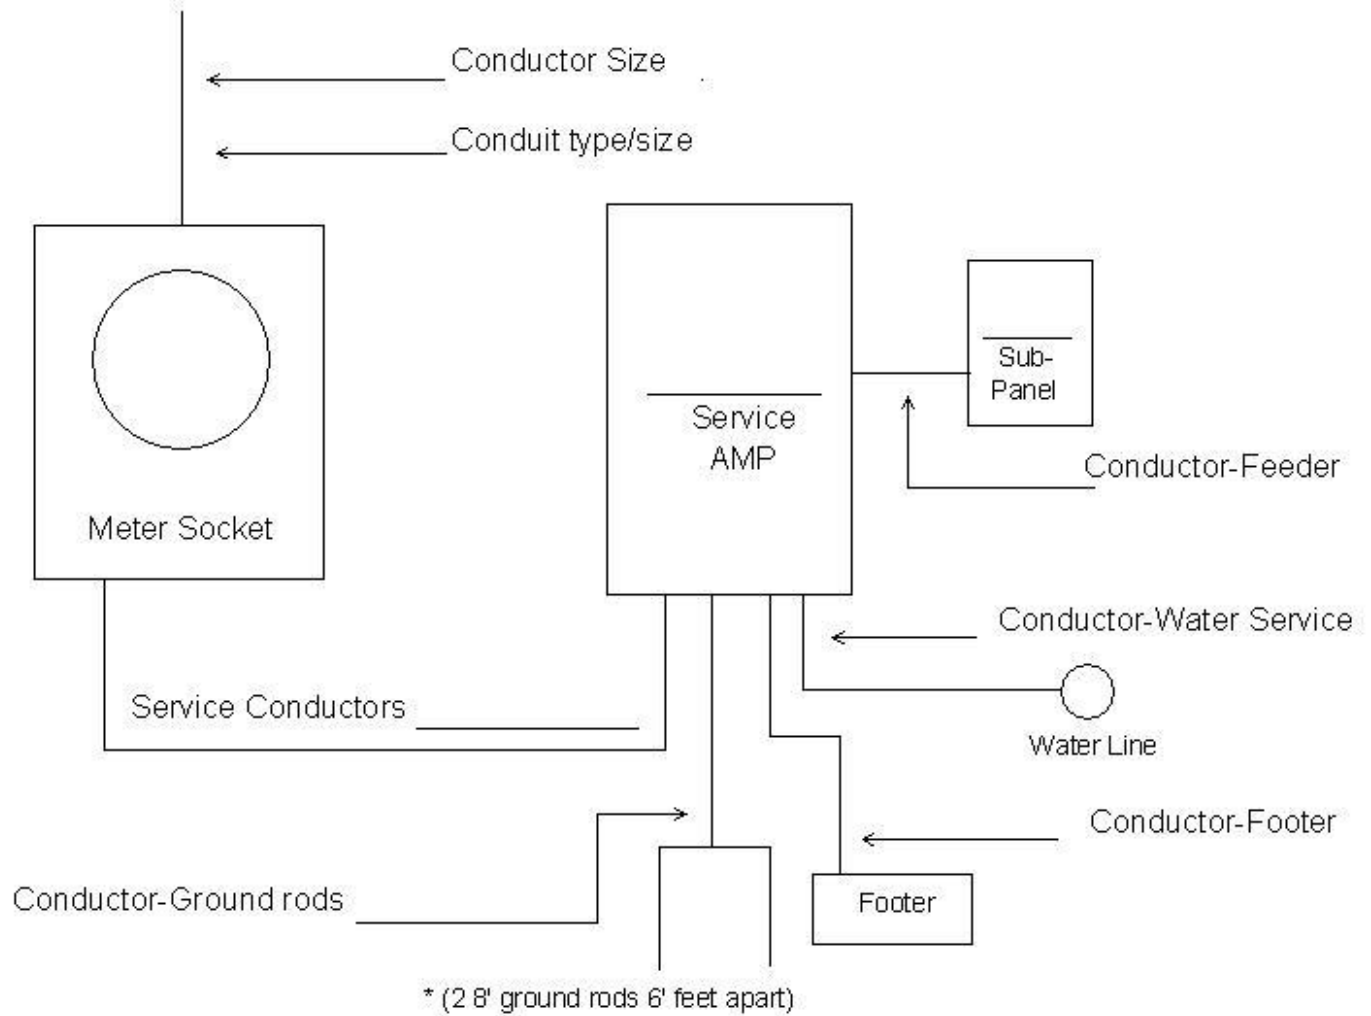 Conductor Size
Conduit type/size
Meter Socket
Service
AMP
Sub-
Panel
Conductor-Feeder
Conductor-Water Service
Water Line
Service Conductors
Conductor-Footer
Footer
Conductor-Ground rods
* (2 8' ground rods 6' feet apart)